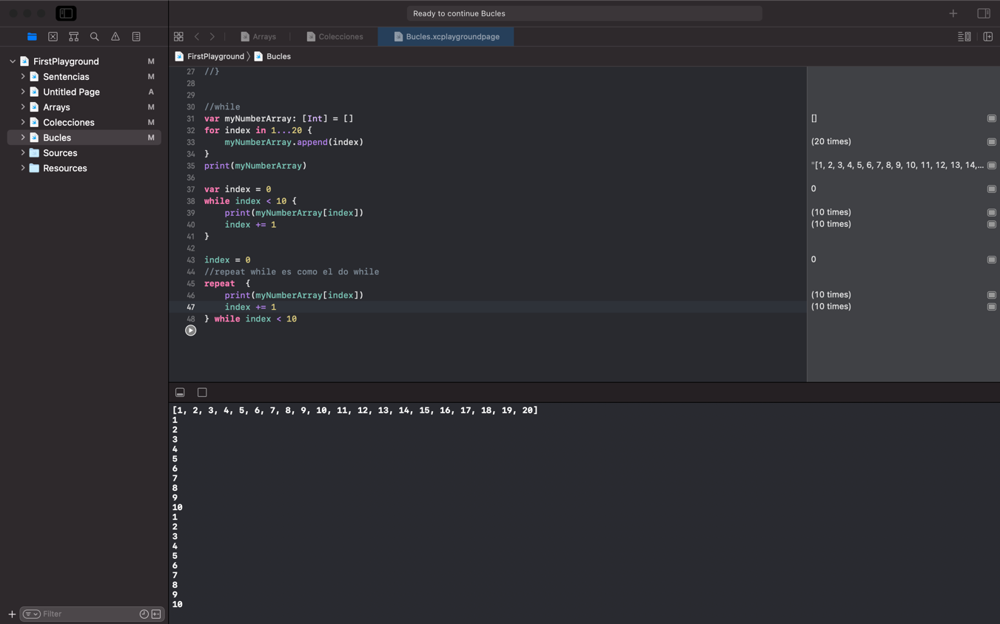 Ready to continue Bucles
Arrays
Colecciones
Bucles.xcplaygroundpage
FirstPlayground M
Sentencias M
Untitled Page A
Arrays M
Colecciones M
Bucles M
Sources
Resources
Filter
FirstPlayground Bucles
27 //}
28
29
30 //while
31 var myNumberArray: [Int] = []
32 for index in 1...20 {
33     myNumberArray.append(index)
34 }
35 print(myNumberArray)
36
37 var index = 0
38 while index < 10 {
39     print(myNumberArray[index])
40     index += 1
41 }
42
43 index = 0
44 //repeat while es como el do while
45 repeat  {
46     print(myNumberArray[index])
47     index += 1
48 } while index < 10
[]
(20 times)
"[1, 2, 3, 4, 5, 6, 7, 8, 9, 10, 11, 12, 13, 14,...
0
(10 times)
(10 times)
0
(10 times)
(10 times)
[1, 2, 3, 4, 5, 6, 7, 8, 9, 10, 11, 12, 13, 14, 15, 16, 17, 18, 19, 20]
1
2
3
4
5
6
7
8
9
10
1
2
3
4
5
6
7
8
9
10